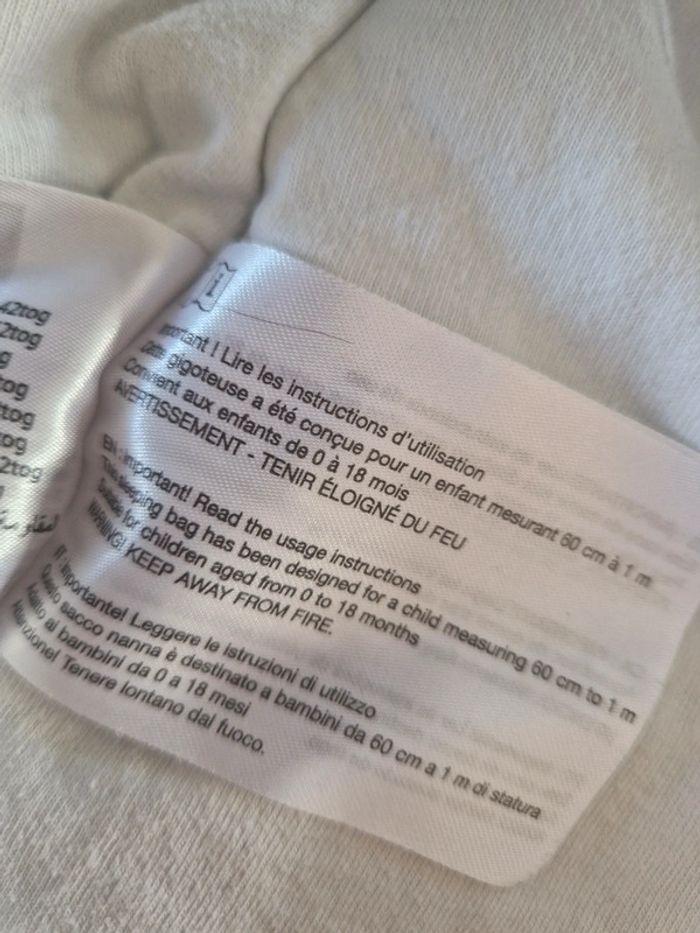 42tog
2tog
g
tog
tog
tog
2tog
Important ! Lire les instructions d'utilisation
Cette gigoteuse a été conçue pour un enfant mesurant 60 cm à 1 m
Convient aux enfants de 0 à 18 mois
AVERTISSEMENT - TENIR ÉLOIGNÉ DU FEU
EN : Important! Read the usage instructions
This sleeping bag has been designed for a child measuring 60 cm to 1 m
Suitable for children aged from 0 to 18 months
WARNING! KEEP AWAY FROM FIRE.
IT : Importante! Leggere le istruzioni di utilizzo
Questo sacco nanna è destinato a bambini da 60 cm a 1 m di statura
Adatto ai bambini da 0 a 18 mesi
Attenzione! Tenere lontano dal fuoco.